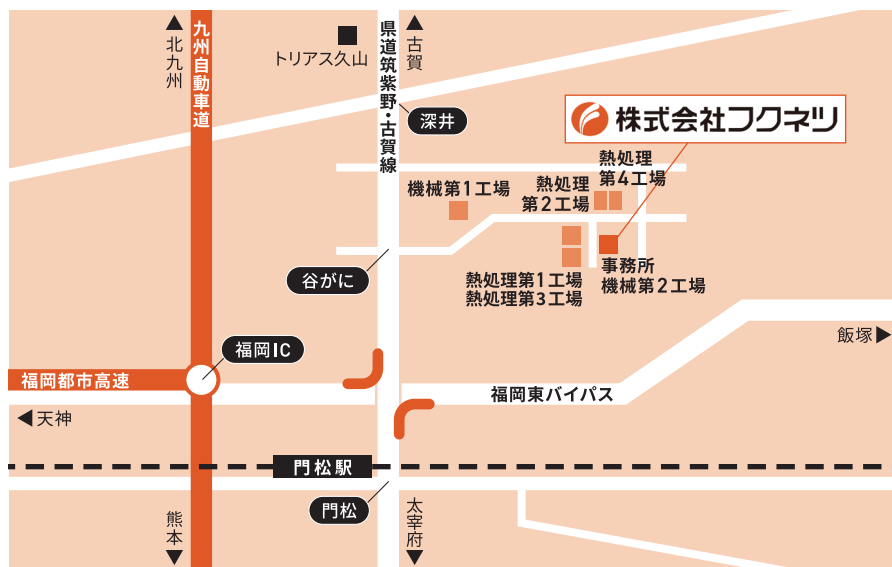 北九州
九州自動車道
トリアス久山
県道筑紫野・古賀線
古賀
深井
株式会社フクネツ
機械第1工場
熱処理
第2工場
熱処理
第4工場
谷がに
熱処理第1工場
熱処理第3工場
事務所
機械第2工場
福岡IC
飯塚
福岡都市高速
福岡東バイパス
天神
門松駅
門松
熊本
太宰府